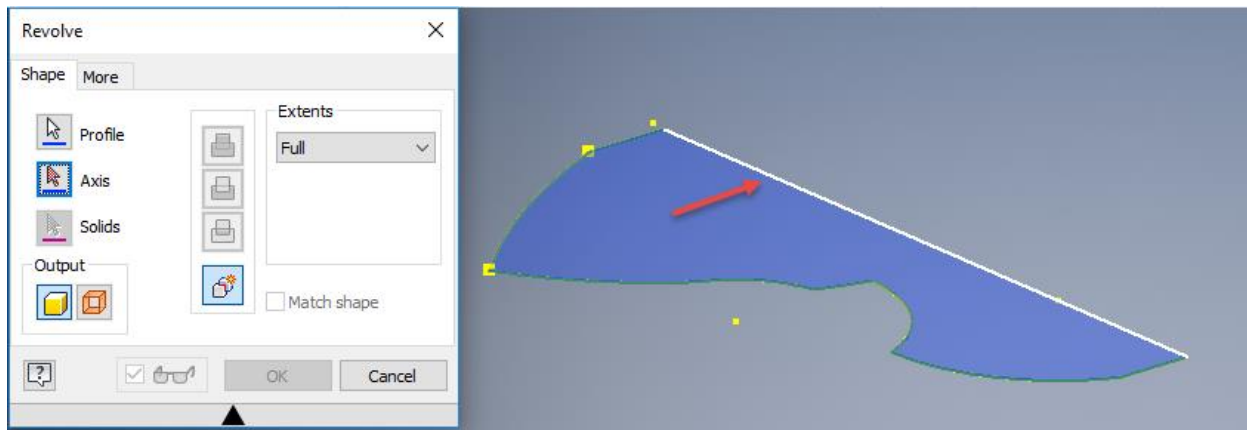 Revolve
Shape More
Profile
Axis
Solids
Output
Extents
Full
Match shape
OK Cancel